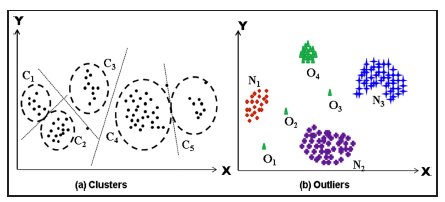 Y
C1
C2
C3
C4
C5
X
(a) Clusters
Y
N1
O1
O2
O3
O4
N2
N3
X
(b) Outliers